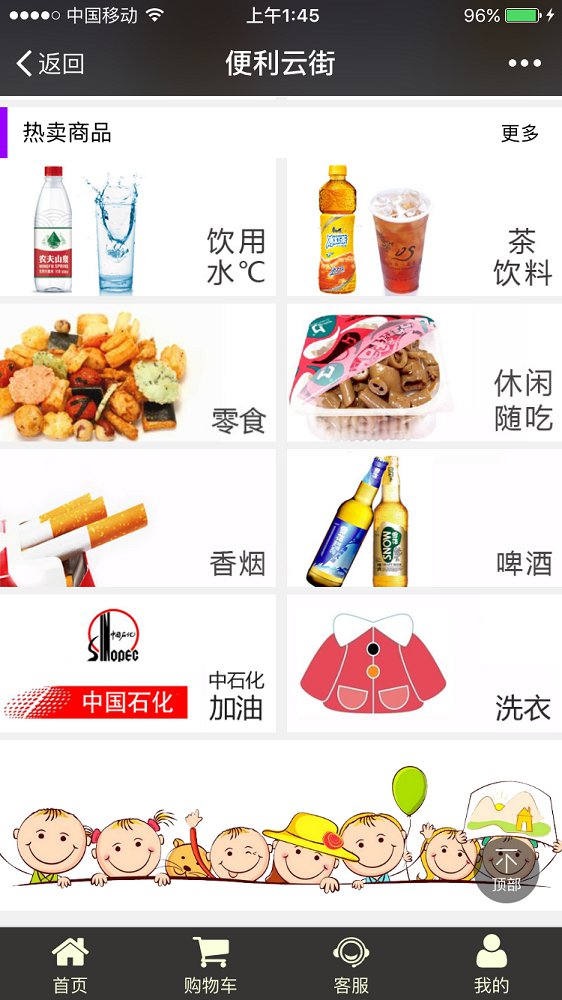 中国移动
上午1:45
96%
返回
便利云街
热卖商品
更多
农夫山泉
饮用
水℃
茶
饮料
零食
休闲
随吃
香烟
啤酒
中国石化
SINOPEC
中国石化
中石化
加油
洗衣
顶部
首页
购物车
客服
我的